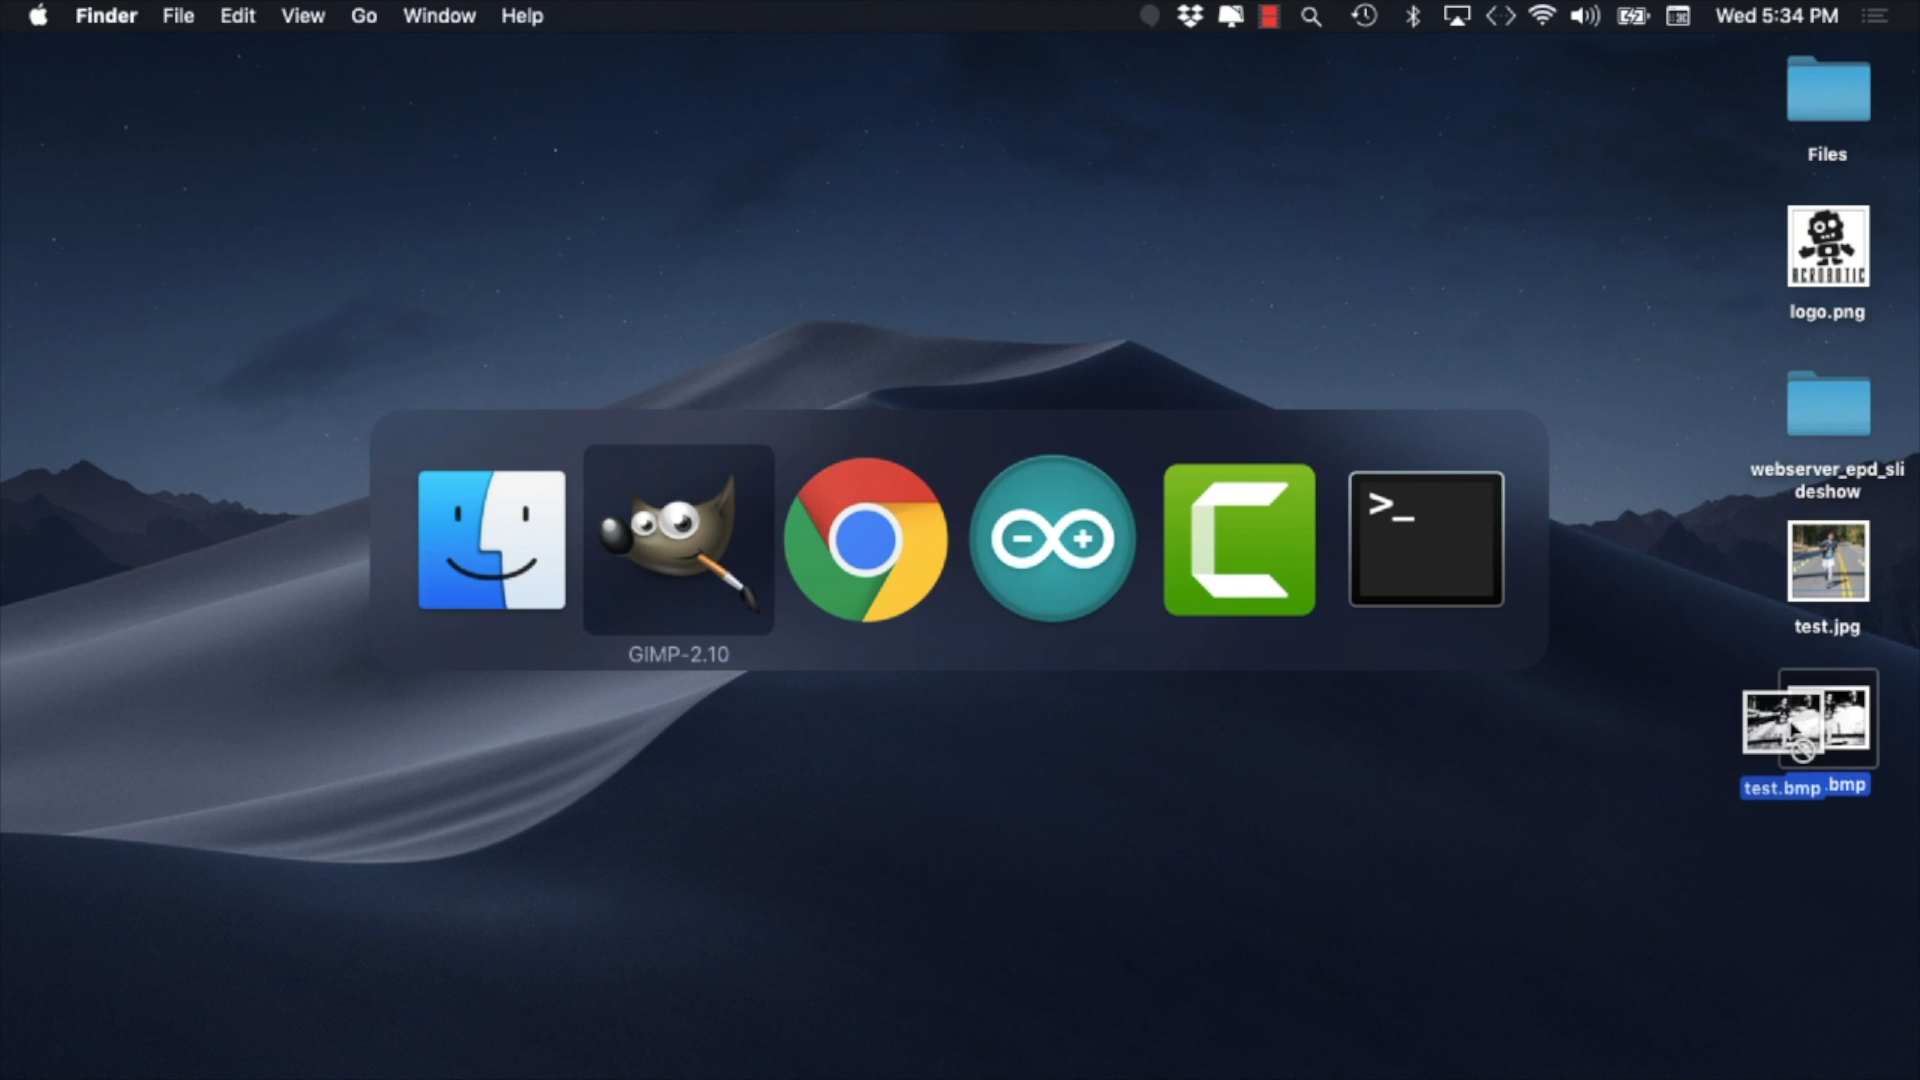 Finder File Edit View Go Window Help
Wed 5:34 PM
Files
ACROBOTIC
logo.png
webserver_epd_sli
deshow
test.jpg
>_
GIMP-2.10
test.bmp
.bmp